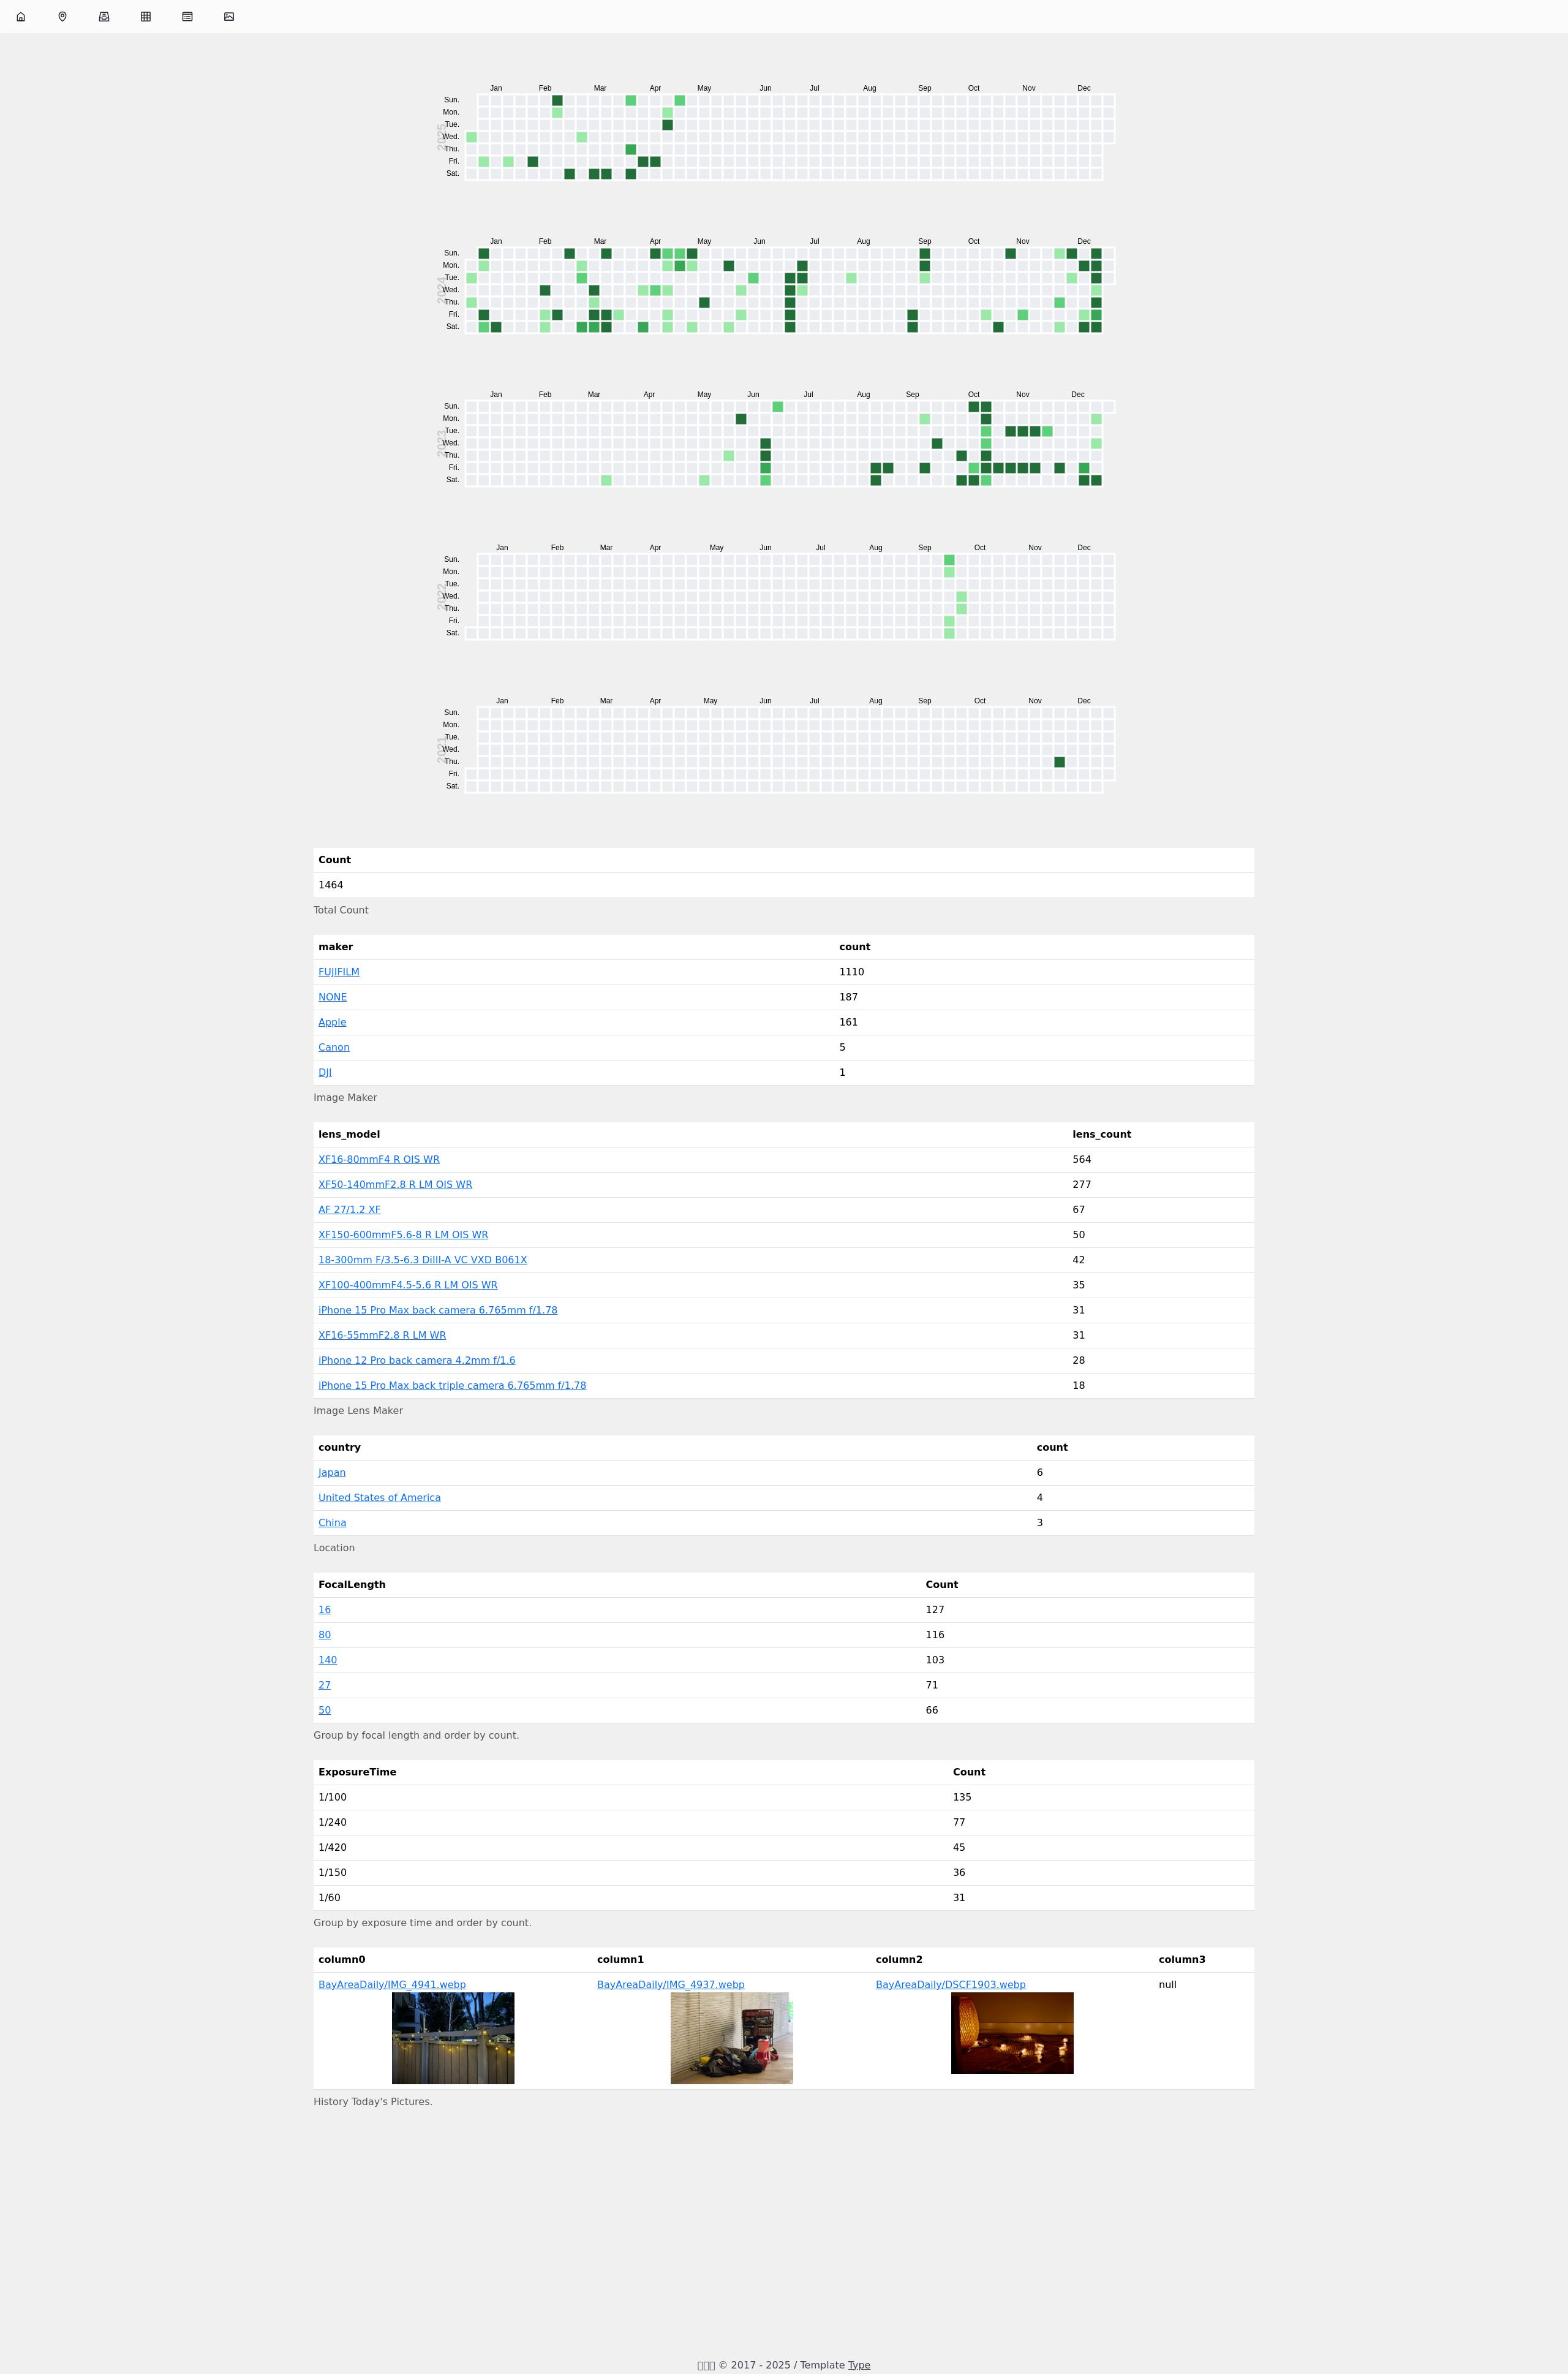 Jan Feb Mar Apr May Jun Jul Aug Sep Oct Nov Dec
2025
Sun.
Mon.
Tue.
Wed.
Thu.
Fri.
Sat.
Jan Feb Mar Apr May Jun Jul Aug Sep Oct Nov Dec
2024
Sun.
Mon.
Tue.
Wed.
Thu.
Fri.
Sat.
Jan Feb Mar Apr May Jun Jul Aug Sep Oct Nov Dec
2023
Sun.
Mon.
Tue.
Wed.
Thu.
Fri.
Sat.
Jan Feb Mar Apr May Jun Jul Aug Sep Oct Nov Dec
2022
Sun.
Mon.
Tue.
Wed.
Thu.
Fri.
Sat.
Jan Feb Mar Apr May Jun Jul Aug Sep Oct Nov Dec
2021
Sun.
Mon.
Tue.
Wed.
Thu.
Fri.
Sat.
Count
1464
Total Count
maker count
FUJIFILM 1110
NONE 187
Apple 161
Canon 5
DJI 1
Image Maker
lens_model lens_count
XF16-80mmF4 R OIS WR 564
XF50-140mmF2.8 R LM OIS WR 277
AF 27/1.2 XF 67
XF150-600mmF5.6-8 R LM OIS WR 50
18-300mm F/3.5-6.3 DiIII-A VC VXD B061X 42
XF100-400mmF4.5-5.6 R LM OIS WR 35
iPhone 15 Pro Max back camera 6.765mm f/1.78 31
XF16-55mmF2.8 R LM WR 31
iPhone 12 Pro back camera 4.2mm f/1.6 28
iPhone 15 Pro Max back triple camera 6.765mm f/1.78 18
Image Lens Maker
country count
Japan 6
United States of America 4
China 3
Location
FocalLength Count
16 127
80 116
140 103
27 71
50 66
Group by focal length and order by count.
ExposureTime Count
1/100 135
1/240 77
1/420 45
1/150 36
1/60 31
Group by exposure time and order by count.
column0 column1 column2 column3
BayAreaDaily/IMG_4941.webp BayAreaDaily/IMG_4937.webp BayAreaDaily/DSCF1903.webp null
History Today's Pictures.
© 2017 - 2025 / Template Type